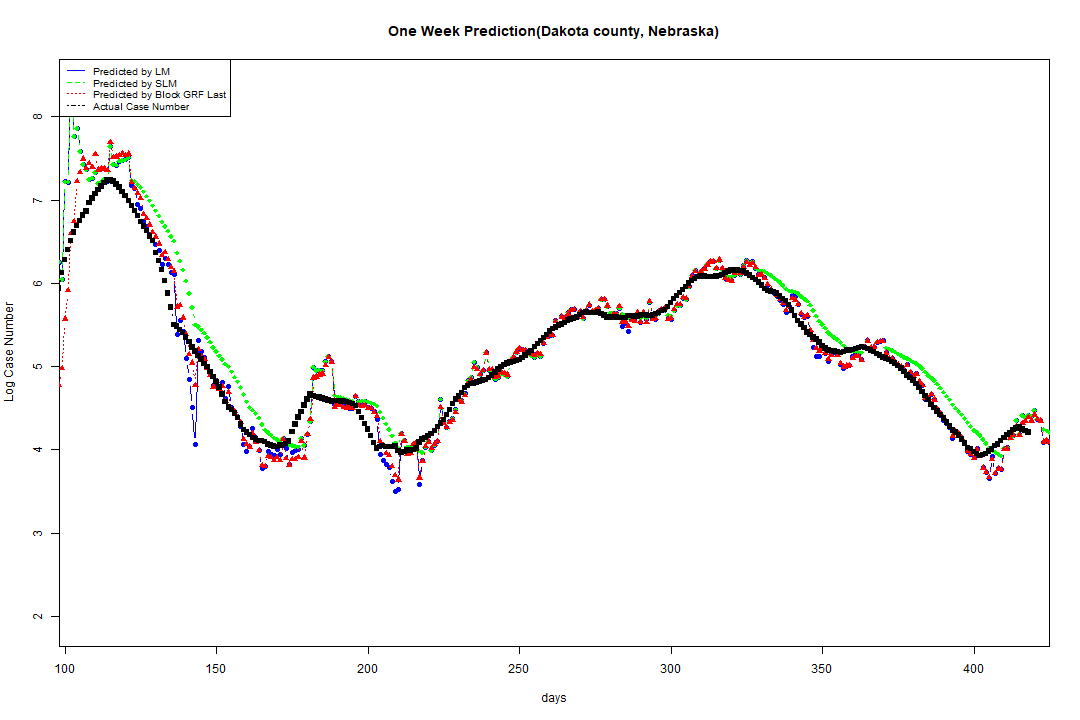 One Week Prediction(Dakota county, Nebraska)
Predicted by LM
Predicted by SLM
Predicted by Block GRF Last
Actual Case Number
8
7
6
5
4
3
2
Log Case Number
100 150 200 250 300 350 400
days